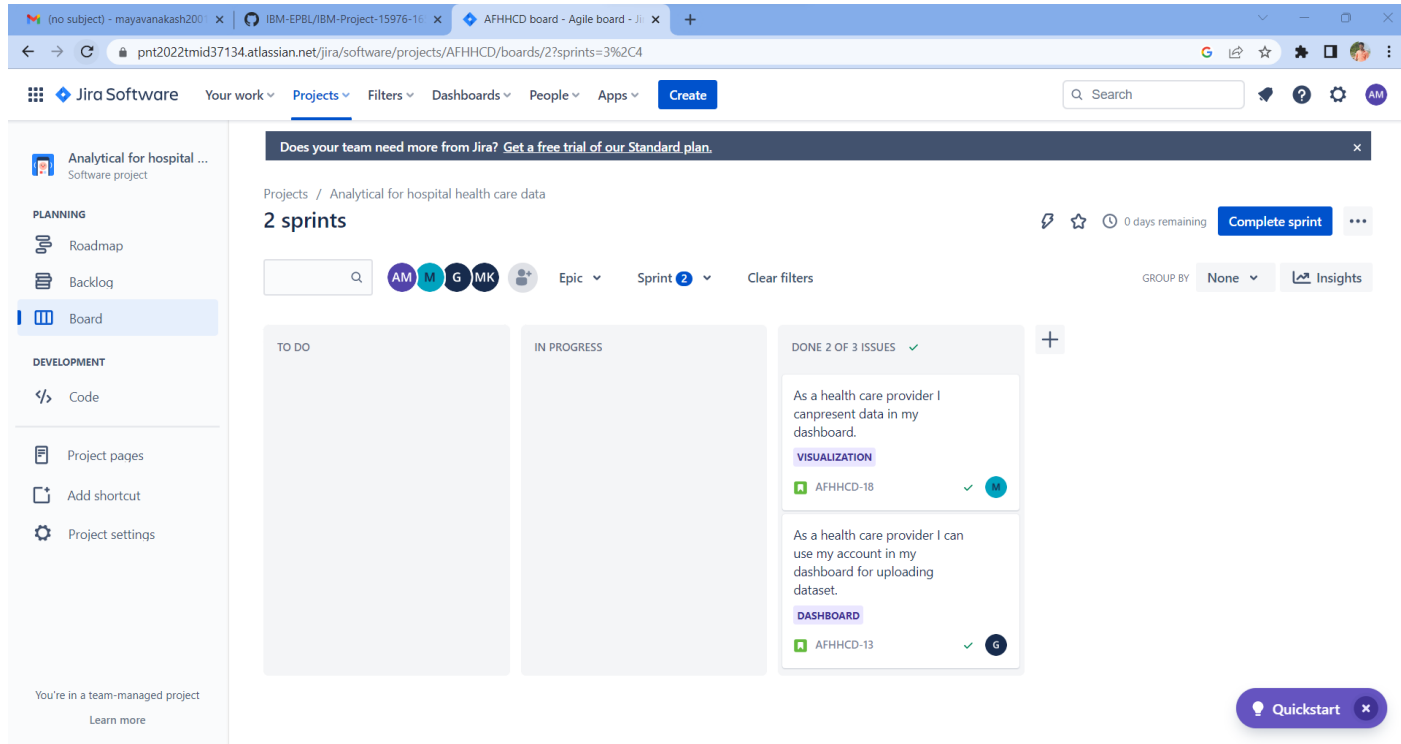 (no subject) - mayavanakash2001
IBM-EPBL/IBM-Project-15976-16
AFHHCD board - Agile board - Ji
pnt2022tmid37134.atlassian.net/jira/software/projects/AFHHCD/boards/2?sprints=3%2C4
Jira Software Your work Projects Filters Dashboards People Apps Create Search AM
Analytical for hospital ...
Software project
PLANNING
Roadmap
Backlog
Board
DEVELOPMENT
Code
Project pages
Add shortcut
Project settings
You're in a team-managed project
Learn more
Does your team need more from Jira? Get a free trial of our Standard plan.
Projects / Analytical for hospital health care data
2 sprints
0 days remaining Complete sprint
AM M G MK Epic Sprint 2 Clear filters GROUP BY None Insights
TO DO
IN PROGRESS
DONE 2 OF 3 ISSUES
As a health care provider I
canpresent data in my
dashboard.
VISUALIZATION
AFHHCD-18 M
As a health care provider I can
use my account in my
dashboard for uploading
dataset.
DASHBOARD
AFHHCD-13 G
Quickstart